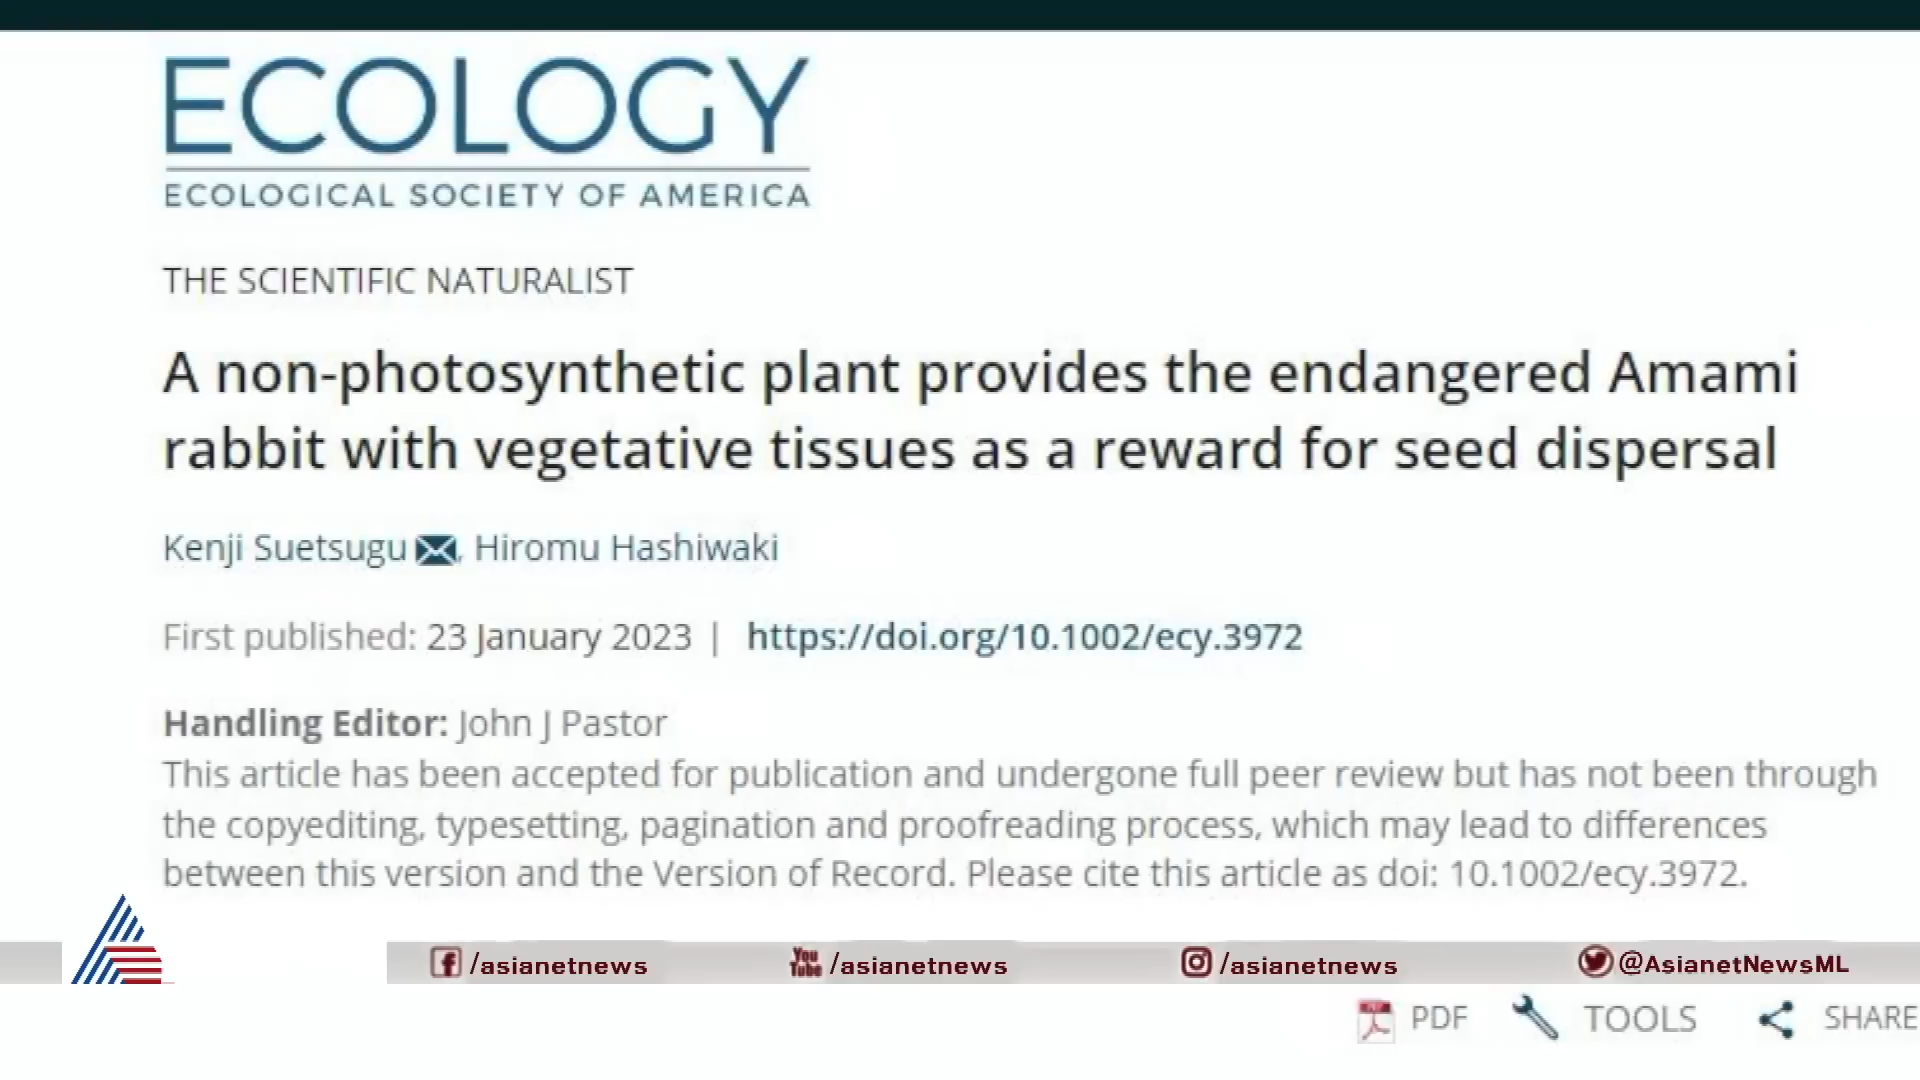 ECOLOGY
ECOLOGICAL SOCIETY OF AMERICA
THE SCIENTIFIC NATURALIST
A non-photosynthetic plant provides the endangered Amami
rabbit with vegetative tissues as a reward for seed dispersal
Kenji Suetsugu, Hiromu Hashiwaki
First published: 23 January 2023 | https://doi.org/10.1002/ecy.3972
Handling Editor: John J Pastor
This article has been accepted for publication and undergone full peer review but has not been through
the copyediting, typesetting, pagination and proofreading process, which may lead to differences
between this version and the Version of Record. Please cite this article as doi: 10.1002/ecy.3972.
/asianetnews You Tube /asianetnews /asianetnews @AsianetNewsML
PDF TOOLS SHARE